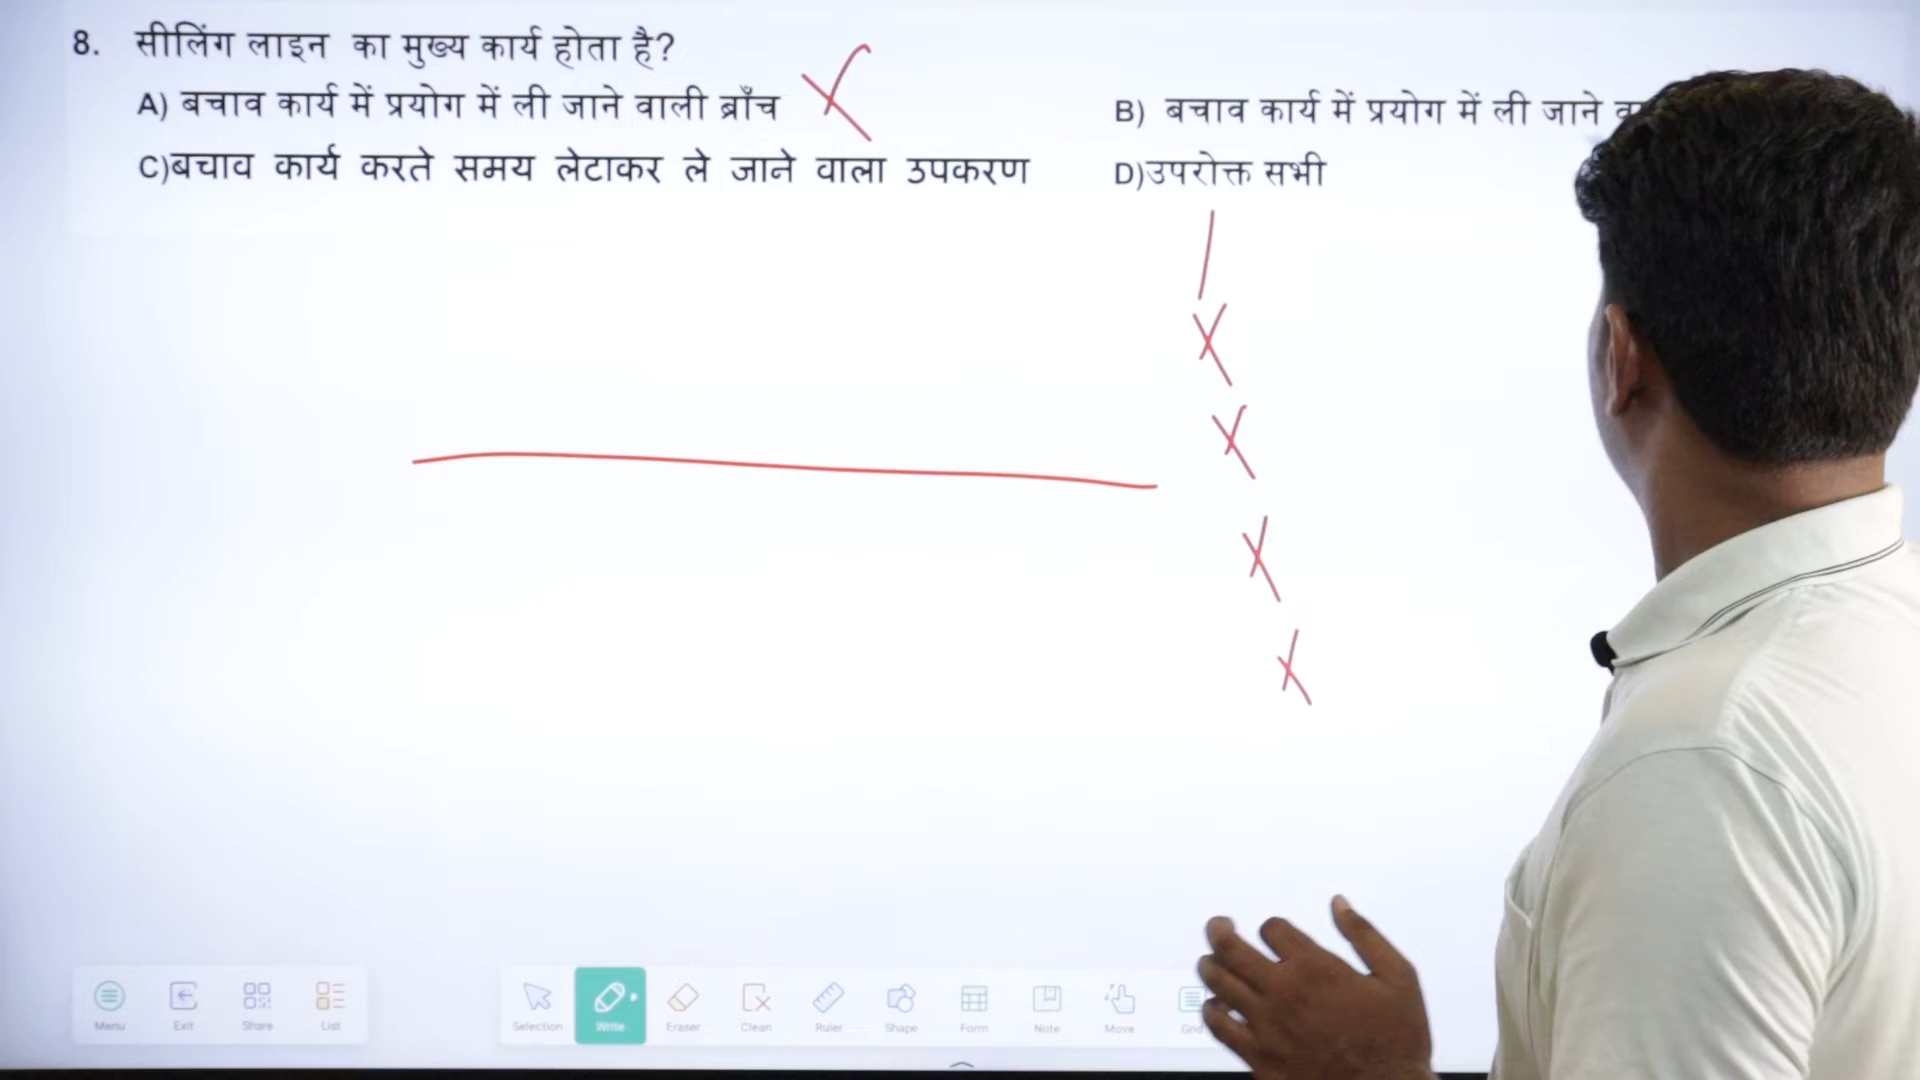 8. सीलिंग लाइन का मुख्य कार्य होता है?
A) बचाव कार्य में प्रयोग में ली जाने वाली ब्राँच
B) बचाव कार्य में प्रयोग में ली जाने
C)बचाव कार्य करते समय लेटाकर ले जाने वाला उपकरण
D)उपरोक्त सभी
Menu Exit Share List Selection Write Eraser Clean Ruler Shape Form Note Move Grid